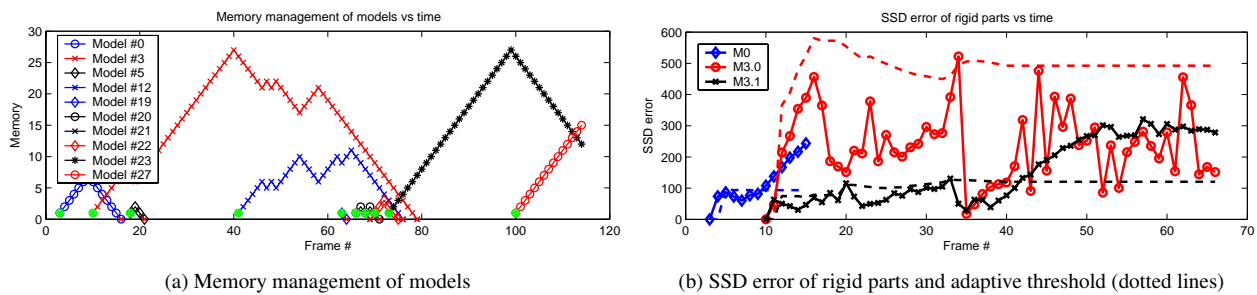 Memory management of models vs time
30
25
20
15
10
5
0
Memory
Model #0
Model #3
Model #5
Model #12
Model #19
Model #20
Model #21
Model #22
Model #23
Model #27
0 20 40 60 80 100 120
Frame #
(a) Memory management of models
SSD error of rigid parts vs time
600
500
400
300
200
100
0
SSD error
M0
M3.0
M3.1
0 10 20 30 40 50 60 70
Frame #
(b) SSD error of rigid parts and adaptive threshold (dotted lines)